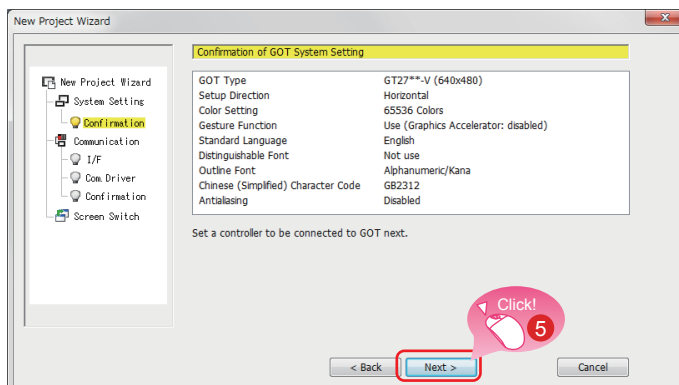 New Project Wizard
x
New Project Wizard
System Setting
Confirmation
Communication
I/F
Com. Driver
Confirmation
Screen Switch
Confirmation of GOT System Setting
GOT Type GT27**-V (640x480)
Setup Direction Horizontal
Color Setting 65536 Colors
Gesture Function Use (Graphics Accelerator: disabled)
Standard Language English
Distinguishable Font Not use
Outline Font Alphanumeric/Kana
Chinese (Simplified) Character Code GB2312
Antialiasing Disabled
Set a controller to be connected to GOT next.
Click!
5
< Back Next > Cancel